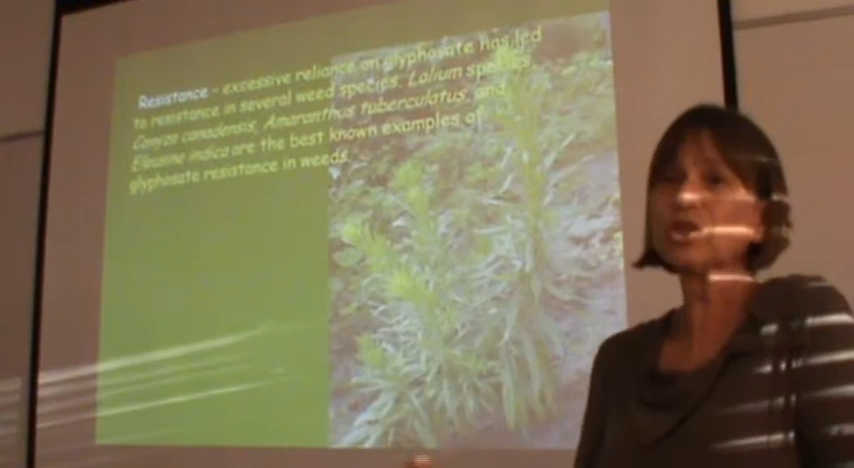 Resistance - excessive reliance on glyphosate has led
to resistance in several weed species. Lolium species,
Conyza canadensis, Amaranthus tuberculatus, and
Eleusine indica are the best known examples of
glyphosate resistance in weeds.